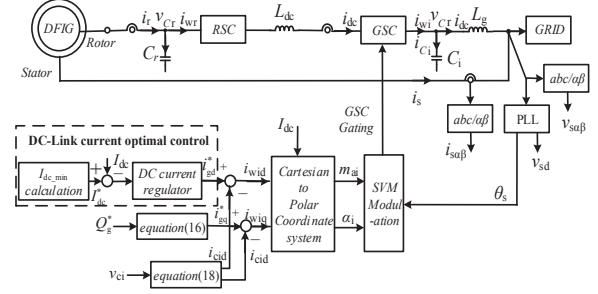 DFIG
Rotor
Stator
i_r
v_Cr
i_wr
C_r
RSC
L_dc
i_dc
GSC
i_wi
v_Cr
i_dc
L_g
i_Ci
C_i
GRID
i_s
abc/αβ
abc/αβ
PLL
v_sαβ
i_sαβ
v_sd
θ_s
GSC
Gating
DC-Link current optimal control
I_dc_min
calculation
I_dc
+
−
I*_dc
DC current
regulator
i*_gd
+
−
i_wid
I_dc
Cartesian
to
Polar
Coordinate
system
m_ai
α_i
SVM
Modul
-ation
Q*_g
equation(16)
i*_gq
+
−
i_wiq
v_ci
equation(18)
i_cid
i_cid